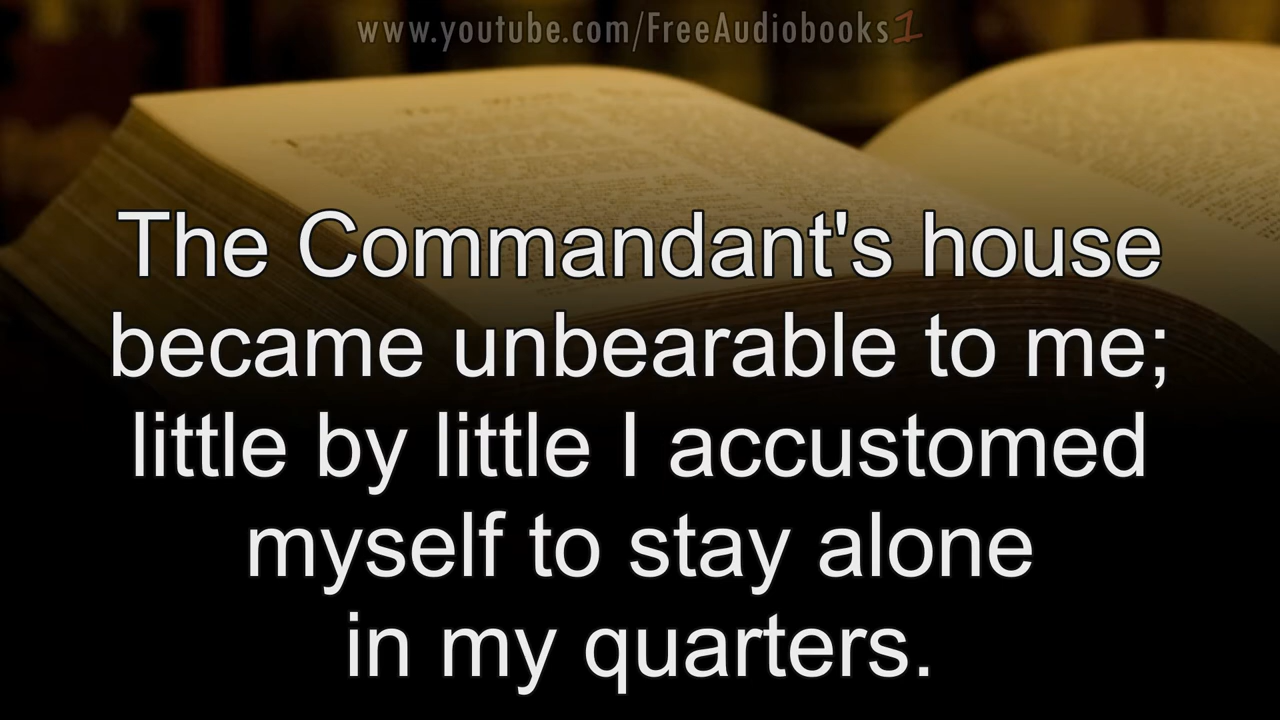 www.youtube.com/FreeAudiobooks1
The Commandant's house
became unbearable to me;
little by little I accustomed
myself to stay alone
in my quarters.